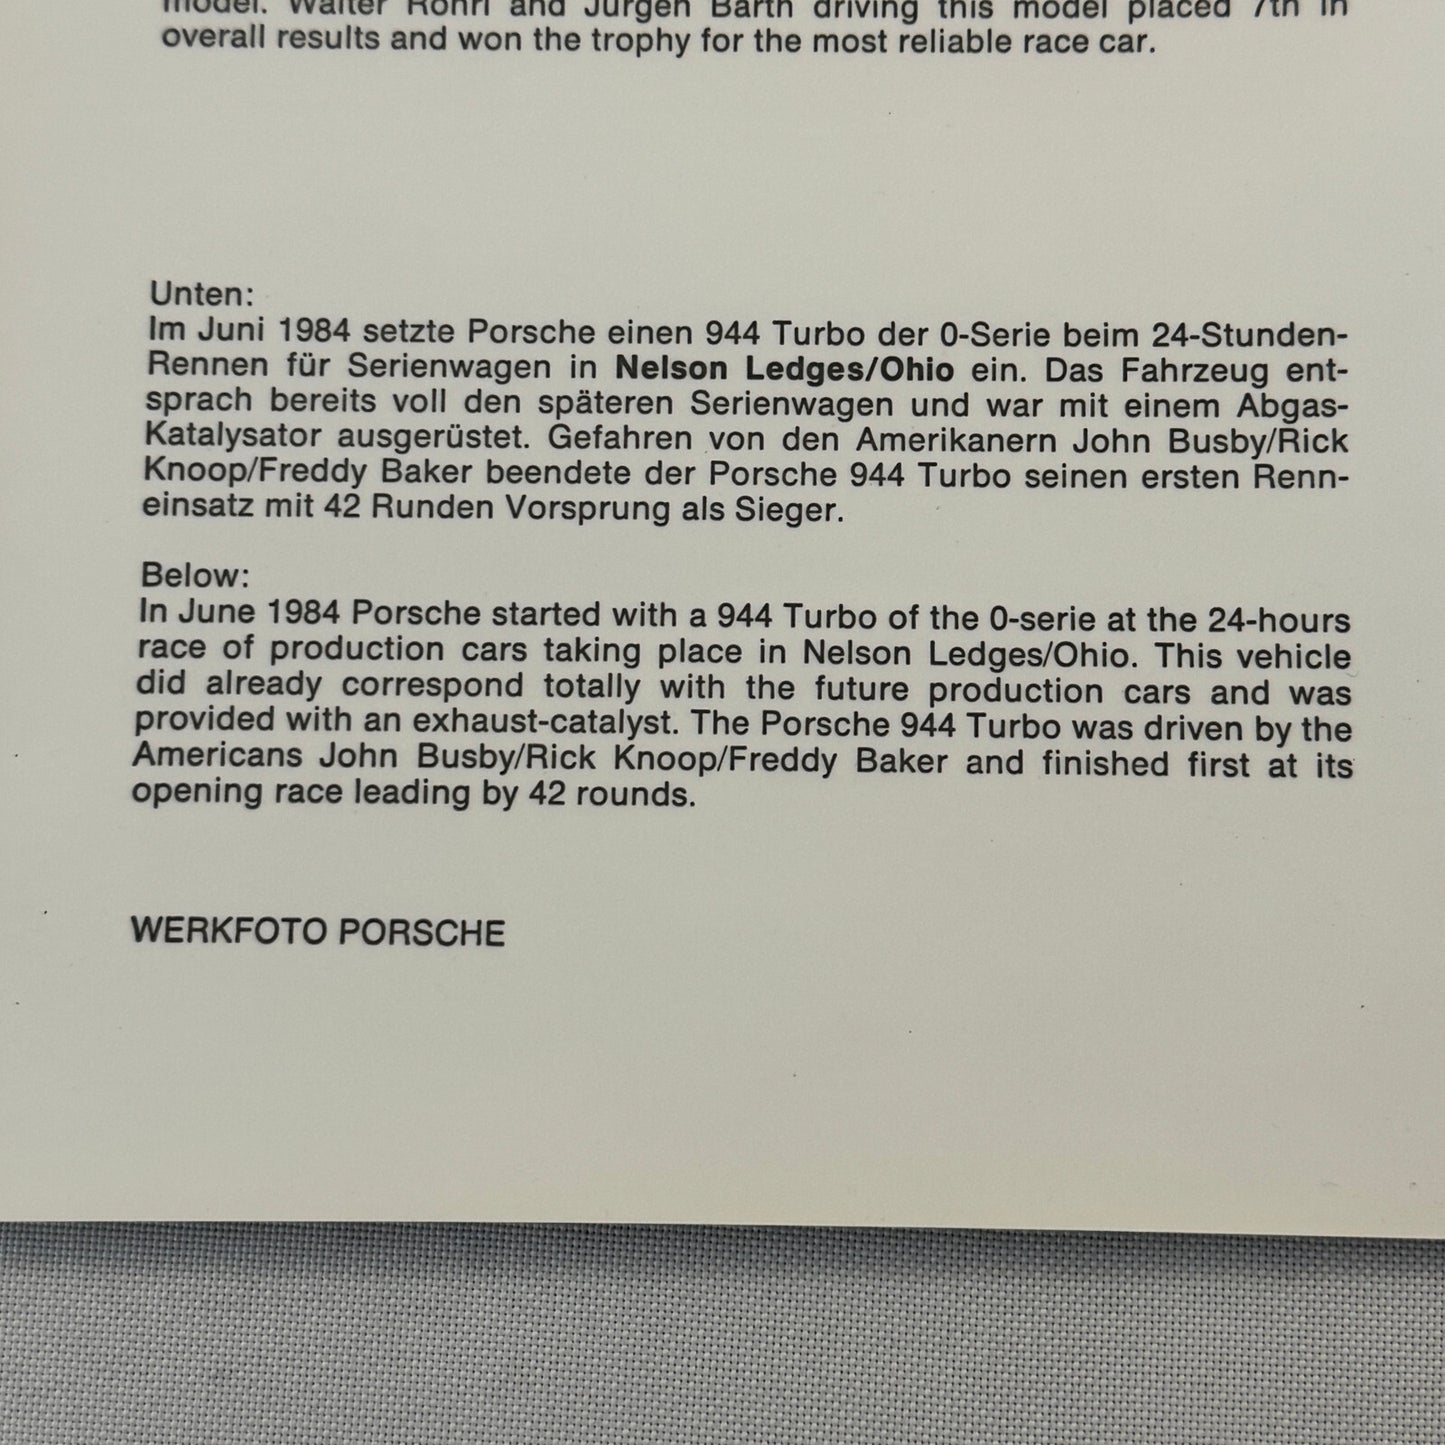 model. Walter Röhrl and Jürgen Barth driving this model placed 7th in
overall results and won the trophy for the most reliable race car.
Unten:
Im Juni 1984 setzte Porsche einen 944 Turbo der 0-Serie beim 24-Stunden-
Rennen für Serienwagen in Nelson Ledges/Ohio ein. Das Fahrzeug ent-
sprach bereits voll den späteren Serienwagen und war mit einem Abgas-
Katalysator ausgerüstet. Gefahren von den Amerikanern John Busby/Rick
Knoop/Freddy Baker beendete der Porsche 944 Turbo seinen ersten Renn-
einsatz mit 42 Runden Vorsprung als Sieger.
Below:
In June 1984 Porsche started with a 944 Turbo of the 0-serie at the 24-hours
race of production cars taking place in Nelson Ledges/Ohio. This vehicle
did already correspond totally with the future production cars and was
provided with an exhaust-catalyst. The Porsche 944 Turbo was driven by the
Americans John Busby/Rick Knoop/Freddy Baker and finished first at its
opening race leading by 42 rounds.
WERKFOTO PORSCHE